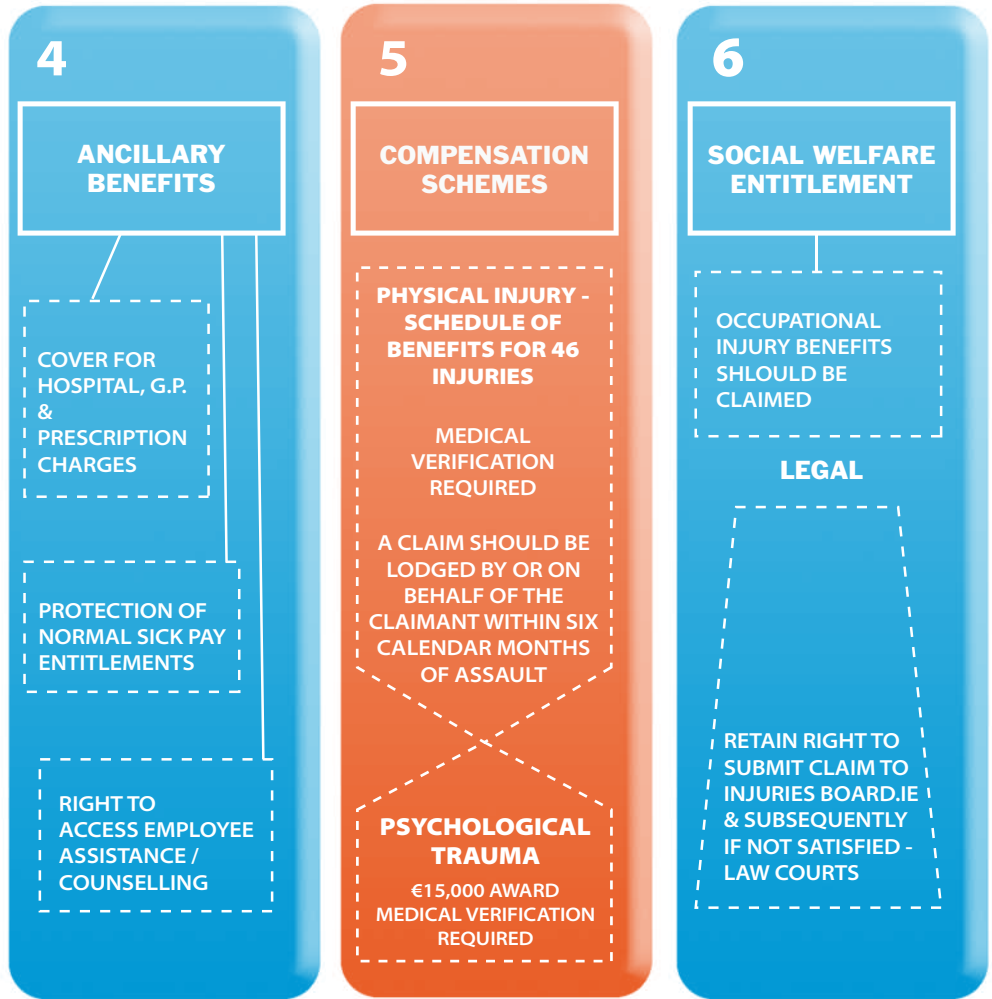 4
ANCILLARY
BENEFITS
COVER FOR
HOSPITAL, G.P.
&
PRESCRIPTION
CHARGES
PROTECTION OF
NORMAL SICK PAY
ENTITLEMENTS
RIGHT TO
ACCESS EMPLOYEE
ASSISTANCE /
COUNSELLING
5
COMPENSATION
SCHEMES
PHYSICAL INJURY -
SCHEDULE OF
BENEFITS FOR 46
INJURIES
MEDICAL
VERIFICATION
REQUIRED
A CLAIM SHOULD BE
LODGED BY OR ON
BEHALF OF THE
CLAIMANT WITHIN SIX
CALENDAR MONTHS
OF ASSAULT
PSYCHOLOGICAL
TRAUMA
€15,000 AWARD
MEDICAL VERIFICATION
REQUIRED
6
SOCIAL WELFARE
ENTITLEMENT
OCCUPATIONAL
INJURY BENEFITS
SHLOULD BE
CLAIMED
LEGAL
RETAIN RIGHT TO
SUBMIT CLAIM TO
INJURIES BOARD.IE
& SUBSEQUENTLY
IF NOT SATISFIED -
LAW COURTS